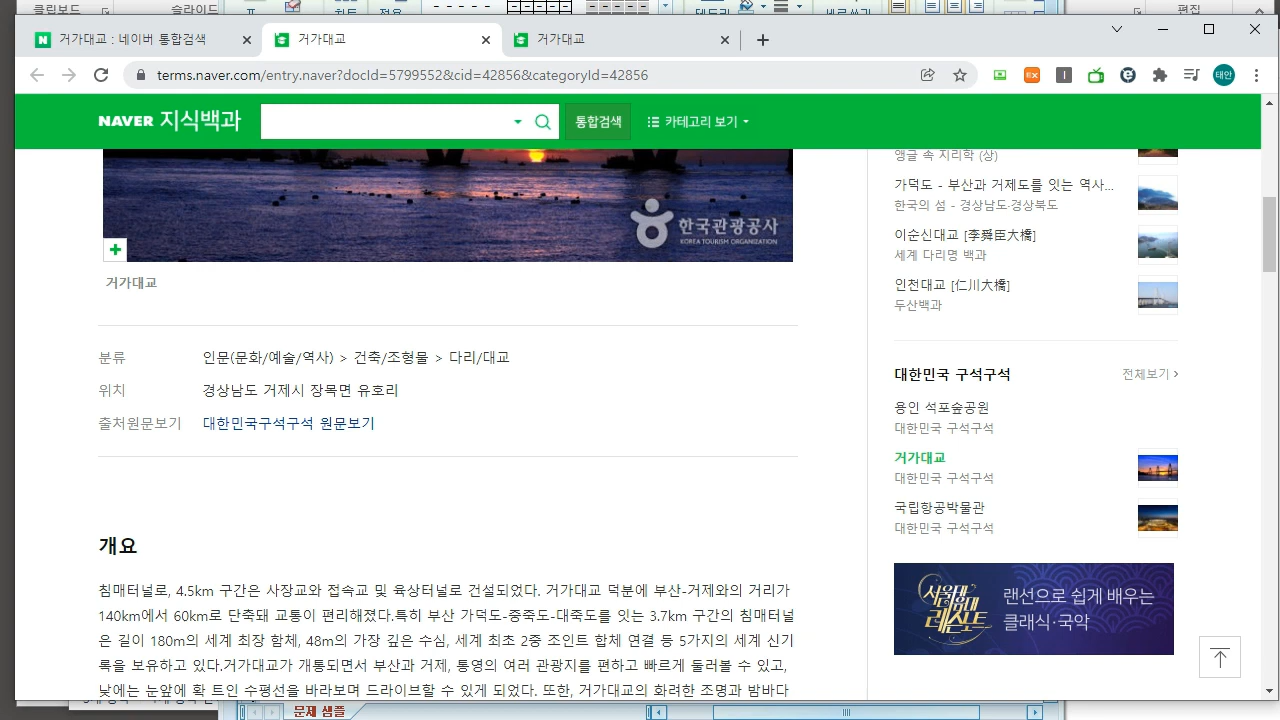 클립보드
슬라이드
표
차트
편집
거가대교 : 네이버 통합검색
거가대교
거가대교
terms.naver.com/entry.naver?docId=5799552&cid=42856&categoryId=42856
태안
NAVER 지식백과
통합검색
카테고리 보기
한국관광공사
KOREA TOURISM ORGANIZATION
거가대교
분류 인문(문화/예술/역사) > 건축/조형물 > 다리/대교
위치 경상남도 거제시 장목면 유호리
출처원문보기 대한민국구석구석 원문보기
개요
침매터널로, 4.5km 구간은 사장교와 접속교 및 육상터널로 건설되었다. 거가대교 덕분에 부산-거제와의 거리가
140km에서 60km로 단축돼 교통이 편리해졌다.특히 부산 가덕도-중죽도-대죽도를 잇는 3.7km 구간의 침매터널
은 길이 180m의 세계 최장 함체, 48m의 가장 깊은 수심, 세계 최초 2중 조인트 합체 연결 등 5가지의 세계 신기
록을 보유하고 있다.거가대교가 개통되면서 부산과 거제, 통영의 여러 관광지를 편하고 빠르게 둘러볼 수 있고,
낮에는 눈앞에 확 트인 수평선을 바라보며 드라이브할 수 있게 되었다. 또한, 거가대교의 화려한 조명과 밤바다
앵글 속 지리학 (상)
가덕도 - 부산과 거제도를 잇는 역사...
한국의 섬 - 경상남도·경상북도
이순신대교 [李舜臣大橋]
세계 다리명 백과
인천대교 [仁川大橋]
두산백과
대한민국 구석구석
전체보기
용인 석포숲공원
대한민국 구석구석
거가대교
대한민국 구석구석
국립항공박물관
대한민국 구석구석
랜선으로 쉽게 배우는
클래식·국악
문제 샘플